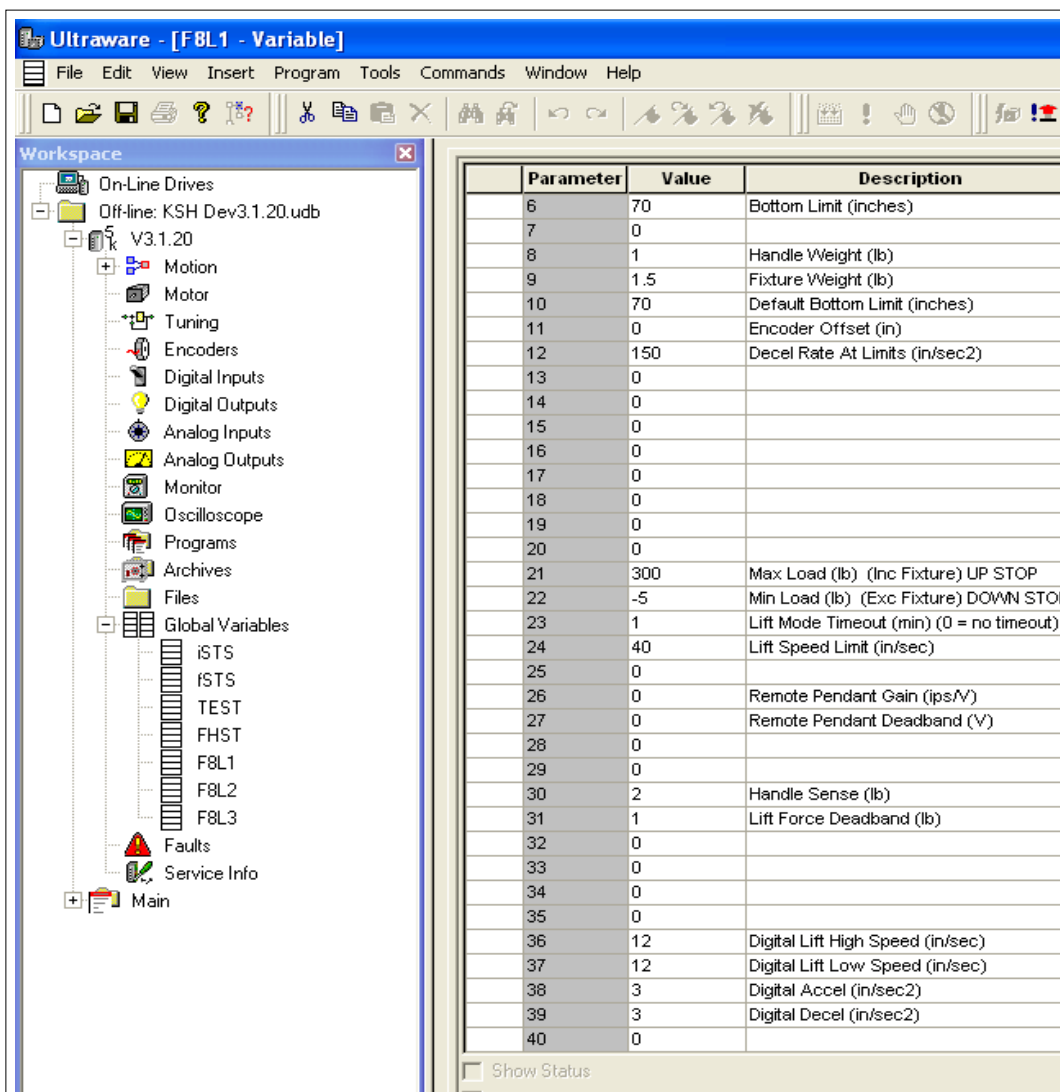 Ultraware - [F8L1 - Variable]
File Edit View Insert Program Tools Commands Window Help
Workspace
On-Line Drives
Off-line: KSH Dev3.1.20.udb
V3.1.20
Motion
Motor
Tuning
Encoders
Digital Inputs
Digital Outputs
Analog Inputs
Analog Outputs
Monitor
Oscilloscope
Programs
Archives
Files
Global Variables
iSTS
fSTS
TEST
FHST
F8L1
F8L2
F8L3
Faults
Service Info
Main
Parameter Value Description
6 70 Bottom Limit (inches)
7 0
8 1 Handle Weight (lb)
9 1.5 Fixture Weight (lb)
10 70 Default Bottom Limit (inches)
11 0 Encoder Offset (in)
12 150 Decel Rate At Limits (in/sec2)
13 0
14 0
15 0
16 0
17 0
18 0
19 0
20 0
21 300 Max Load (lb) (Inc Fixture) UP STOP
22 -5 Min Load (lb) (Exc Fixture) DOWN STO
23 1 Lift Mode Timeout (min) (0 = no timeout)
24 40 Lift Speed Limit (in/sec)
25 0
26 0 Remote Pendant Gain (ips/V)
27 0 Remote Pendant Deadband (V)
28 0
29 0
30 2 Handle Sense (lb)
31 1 Lift Force Deadband (lb)
32 0
33 0
34 0
35 0
36 12 Digital Lift High Speed (in/sec)
37 12 Digital Lift Low Speed (in/sec)
38 3 Digital Accel (in/sec2)
39 3 Digital Decel (in/sec2)
40 0
Show Status